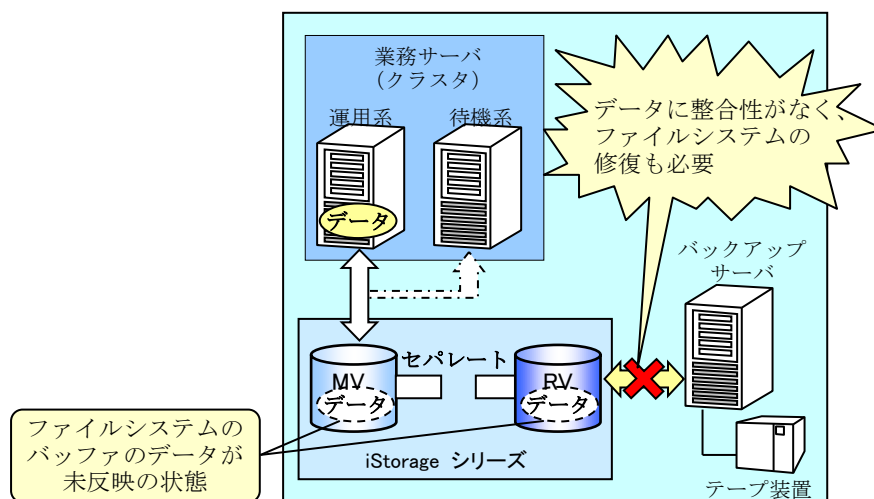 業務サーバ
(クラスタ)
運用系
待機系
データ
データに整合性がなく、
ファイルシステムの
修復も必要
バックアップ
サーバ
セパレート
MV
データ
RV
データ
iStorage シリーズ
ファイルシステムの
バッファのデータが
未反映の状態
テープ装置